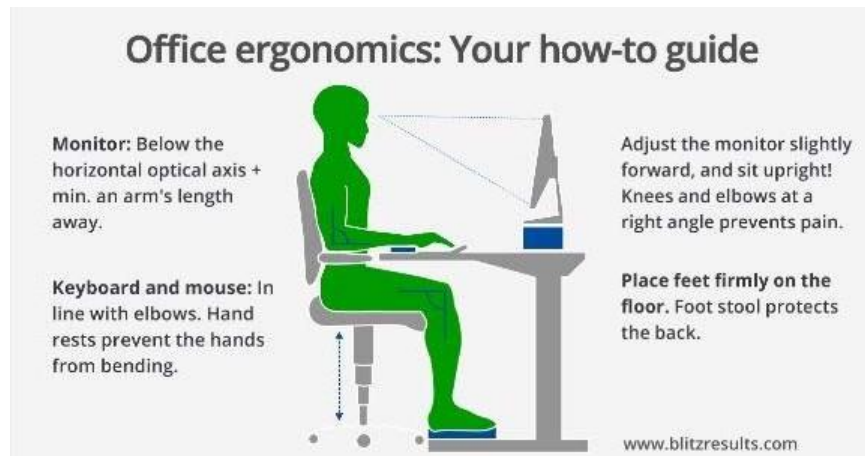 Office ergonomics: Your how-to guide
Monitor: Below the
horizontal optical axis +
min. an arm's length
away.
Keyboard and mouse: In
line with elbows. Hand
rests prevent the hands
from bending.
Adjust the monitor slightly
forward, and sit upright!
Knees and elbows at a
right angle prevents pain.
Place feet firmly on the
floor. Foot stool protects
the back.
www.blitzresults.com